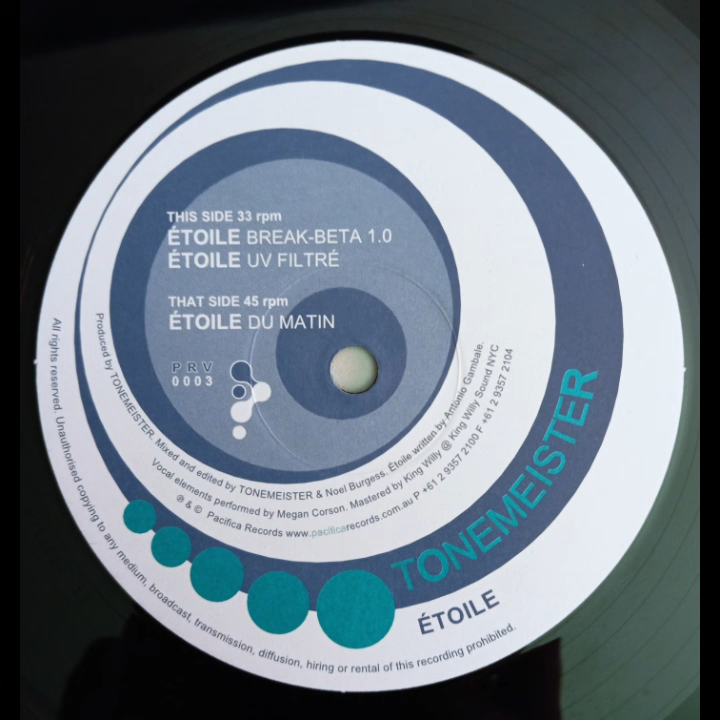 THIS SIDE 33 rpm
ÉTOILE BREAK-BETA 1.0
ÉTOILE UV FILTRÉ
THAT SIDE 45 rpm
ÉTOILE DU MATIN
PRV
0003
Produced by TONEMEISTER. Mixed and edited by TONEMEISTER & Noel Burgess. Étoile written by Antonio Gambale.
Vocal elements performed by Megan Corson. Mastered by King Willy @ King Willy Sound NYC
℗ & © Pacifica Records www.pacificarecords.com.au P +61 2 9357 2100 F +61 2 9357 2104
TONEMEISTER
ÉTOILE
All rights reserved. Unauthorised copying to any medium, broadcast, transmission, diffusion, hiring or rental of this recording prohibited.